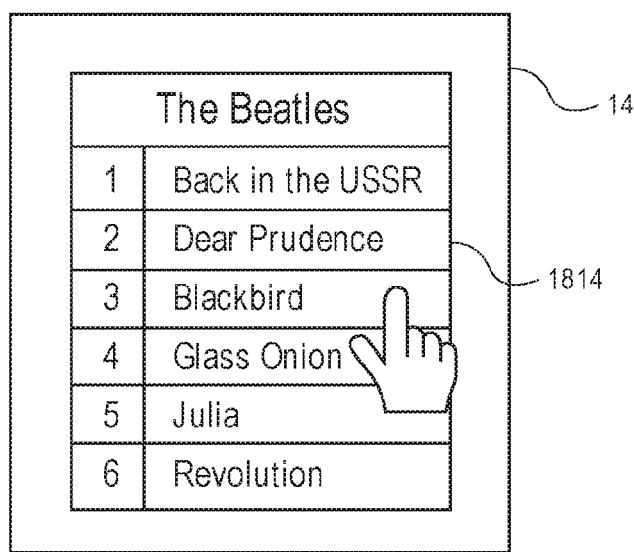 The Beatles
14
1 Back in the USSR
2 Dear Prudence
1814
3 Blackbird
4 Glass Onion
5 Julia
6 Revolution